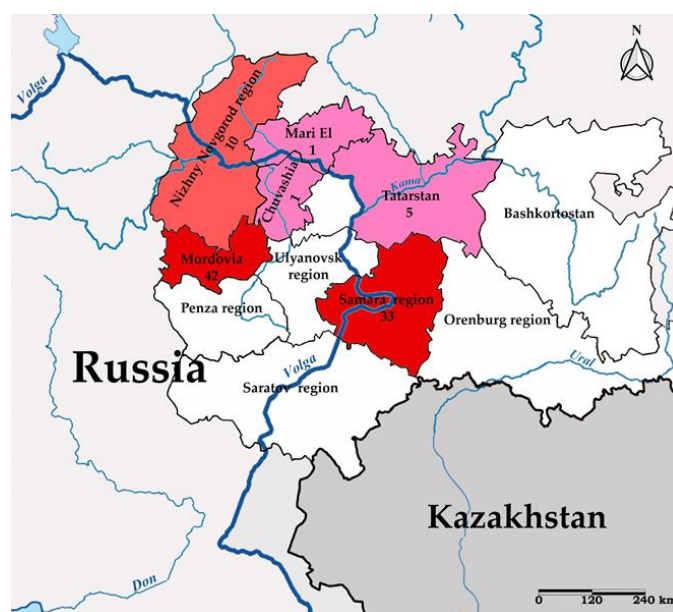 N
Volga
Nizhny Novgorod region
10
Mari El
1
Chuvashia
1
Kama
Tatarstan
5
Bashkortostan
Mordovia
42
Ulyanovsk
region
Samara region
33
Penza region
Orenburg region
Russia
Volga
Ural
Saratov region
Kazakhstan
Don
0 120 240 km